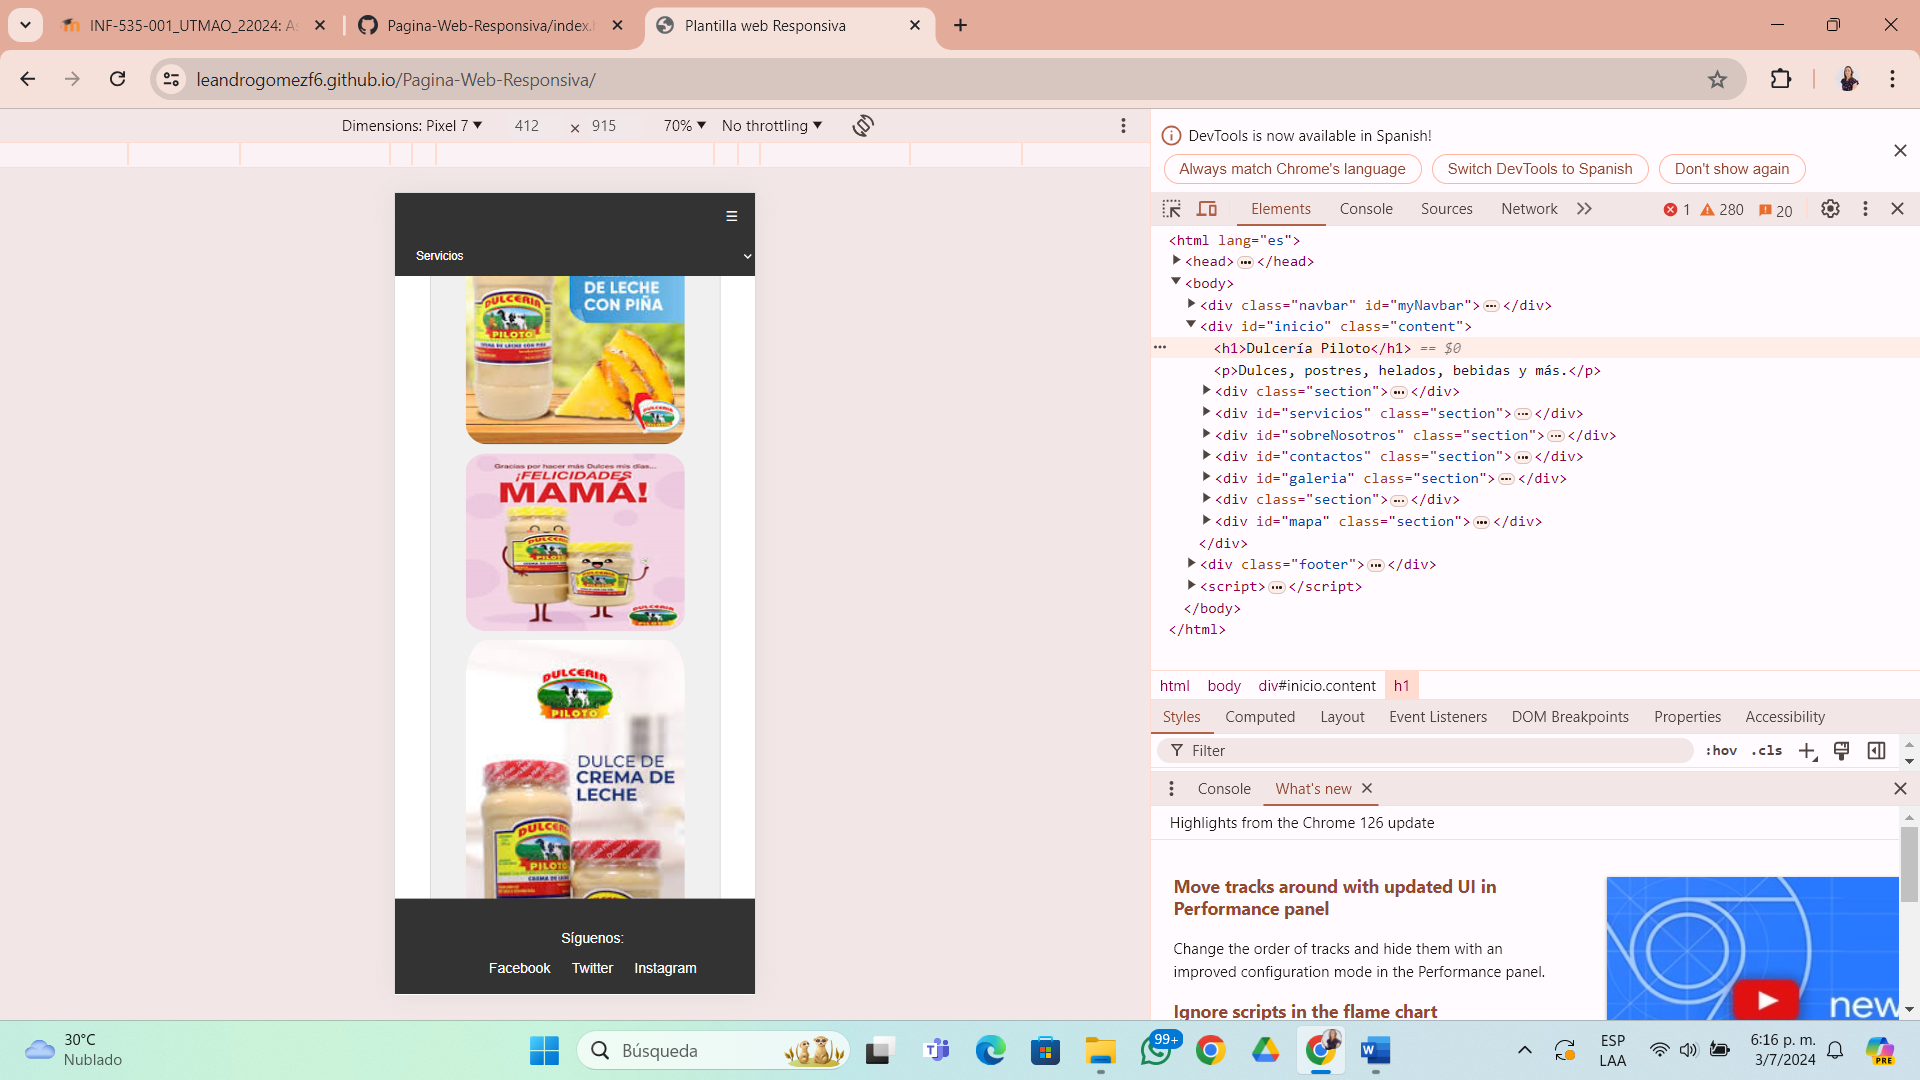 INF-535-001_UTMAO_22024: As
Pagina-Web-Responsiva/index.h
Plantilla web Responsiva
leandrogomezf6.github.io/Pagina-Web-Responsiva/
Dimensions: Pixel 7 412 × 915 70% No throttling
DevTools is now available in Spanish!
Always match Chrome's language Switch DevTools to Spanish Don't show again
Elements Console Sources Network 1 280 20
Servicios
DE LECHE
CON PIÑA
DULCERIA
PILOTO
Gracias por hacer más Dulces mis días...
¡FELICIDADES
MAMÁ!
DULCERIA
PILOTO
DULCE DE
CREMA DE
LECHE
DULCERIA
PILOTO
Síguenos:
Facebook Twitter Instagram
<html lang="es">
<head> ••• </head>
<body>
<div class="navbar" id="myNavbar"> ••• </div>
<div id="inicio" class="content">
<h1>Dulcería Piloto</h1> == $0
<p>Dulces, postres, helados, bebidas y más.</p>
<div class="section"> ••• </div>
<div id="servicios" class="section"> ••• </div>
<div id="sobreNosotros" class="section"> ••• </div>
<div id="contactos" class="section"> ••• </div>
<div id="galeria" class="section"> ••• </div>
<div class="section"> ••• </div>
<div id="mapa" class="section"> ••• </div>
</div>
<div class="footer"> ••• </div>
<script> ••• </script>
</body>
</html>
html body div#inicio.content h1
Styles Computed Layout Event Listeners DOM Breakpoints Properties Accessibility
Filter :hov .cls
Console What's new
Highlights from the Chrome 126 update
Move tracks around with updated UI in
Performance panel
Change the order of tracks and hide them with an
improved configuration mode in the Performance panel.
Ignore scripts in the flame chart
new
30°C
Nublado
Búsqueda
99+
ESP
LAA
6:16 p. m.
3/7/2024
PRE